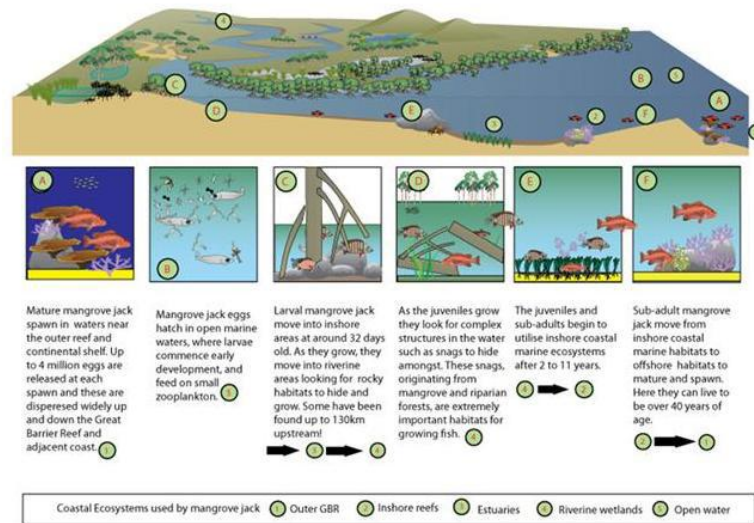 4
C
B
5
A
D
E
2
F
3
A
B
C
D
E
F
Mature mangrove jack
spawn in waters near
the outer reef and
continental shelf. Up
to 4 million eggs are
released at each
spawn and these are
disperesed widely up
and down the Great
Barrier Reef and
adjacent coast. 1
Mangrove jack eggs
hatch in open marine
waters, where larvae
commence early
development, and
feed on small
zooplankton. 5
Larval mangrove jack
move into inshore
areas at around 32 days
old. As they grow, they
move into riverine
areas looking for rocky
habitats to hide and
grow. Some have been
found up to 130km
upstream!
3 4
As the juveniles grow
they look for complex
structures in the water
such as snags to hide
amongst. These snags,
originating from
mangrove and riparian
forests, are extremely
important habitats for
growing fish. 4
The juveniles and
sub-adults begin to
utilise inshore coastal
marine ecosystems
after 2 to 11 years.
4 2
Sub-adult mangrove
jack move from
inshore coastal
marine habitats to
offshore habitats to
mature and spawn.
Here they can live to
be over 40 years of
age.
2 1
Coastal Ecosystems used by mangrove jack 1 Outer GBR 2 Inshore reefs 3 Estuaries 4 Riverine wetlands 5 Open water